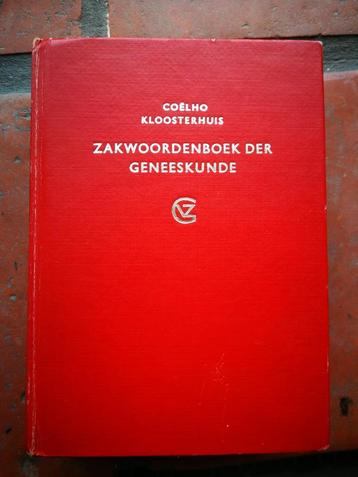 COËLHO
KLOOSTERHUIS
ZAKWOORDENBOEK DER
GENEESKUNDE